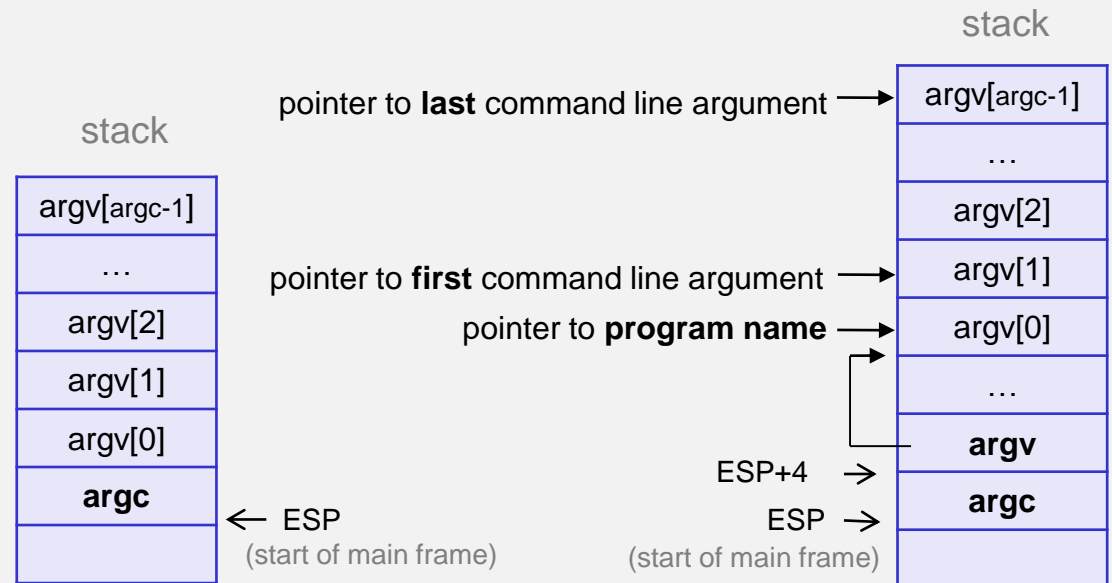 stack
argv[argc-1]
…
argv[2]
argv[1]
argv[0]
argc
← ESP
(start of main frame)
stack
pointer to last command line argument → argv[argc-1]
…
argv[2]
pointer to first command line argument → argv[1]
pointer to program name → argv[0]
…
argv
ESP+4 →
argc
ESP →
(start of main frame)